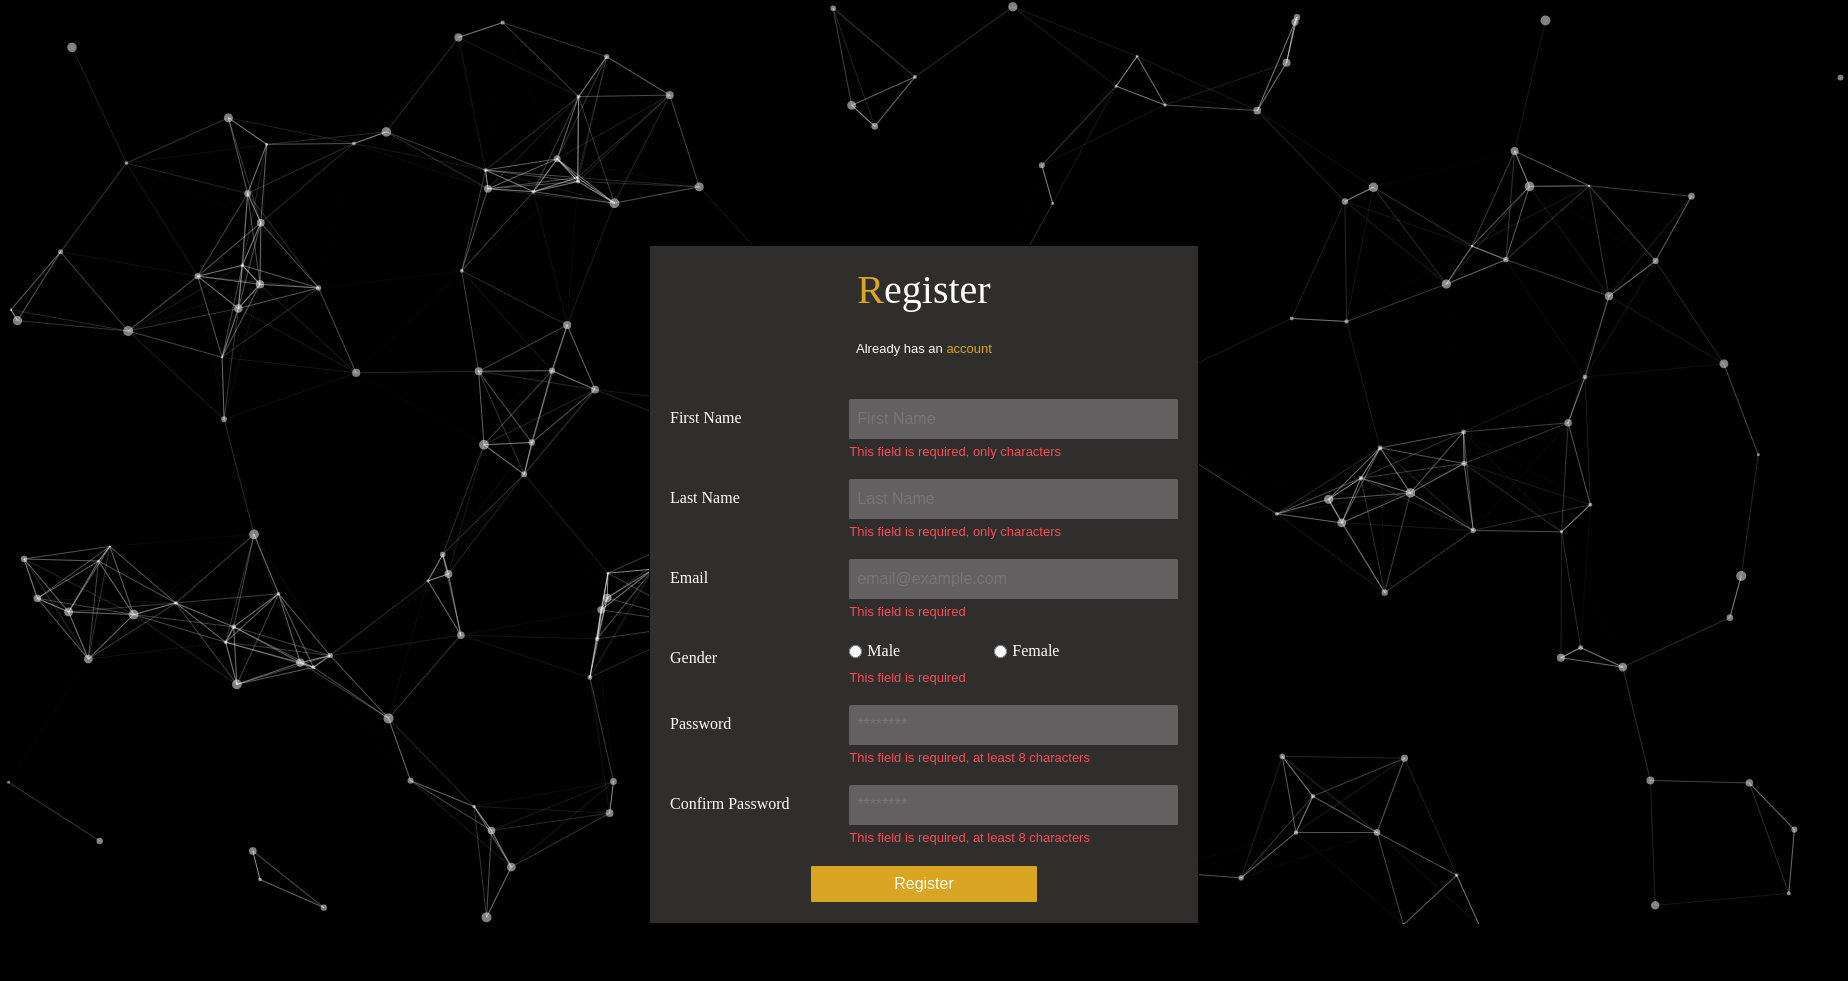 Register
Already has an account
First Name
First Name
This field is required, only characters
Last Name
Last Name
This field is required, only characters
Email
email@example.com
This field is required
Gender
Male
Female
This field is required
Password
********
This field is required, at least 8 characters
Confirm Password
********
This field is required, at least 8 characters
Register